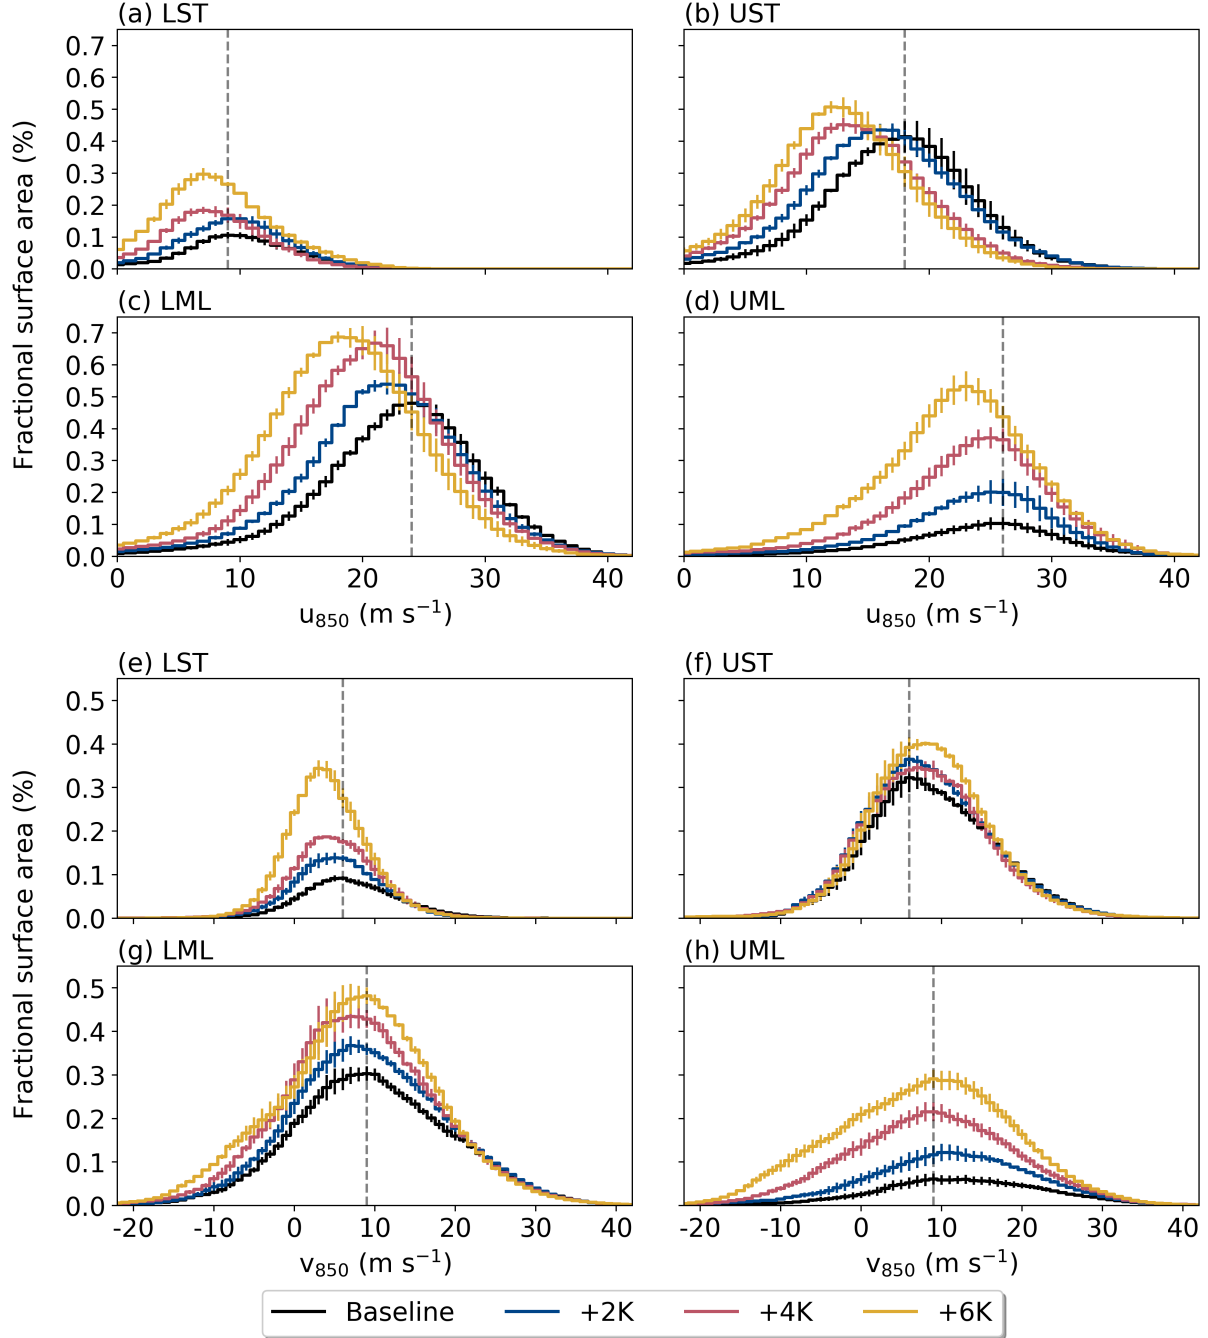 (a) LST
(b) UST
0.7
0.6
0.5
0.4
0.3
0.2
0.1
0.0
(c) LML
(d) UML
0.7
0.6
0.5
0.4
0.3
0.2
0.1
0.0
Fractional surface area (%)
0 10 20 30 40
0 10 20 30 40
u₈₅₀ (m s⁻¹)
u₈₅₀ (m s⁻¹)
(e) LST
(f) UST
0.5
0.4
0.3
0.2
0.1
0.0
(g) LML
(h) UML
0.5
0.4
0.3
0.2
0.1
0.0
Fractional surface area (%)
-20 -10 0 10 20 30 40
-20 -10 0 10 20 30 40
v₈₅₀ (m s⁻¹)
v₈₅₀ (m s⁻¹)
Baseline +2K +4K +6K